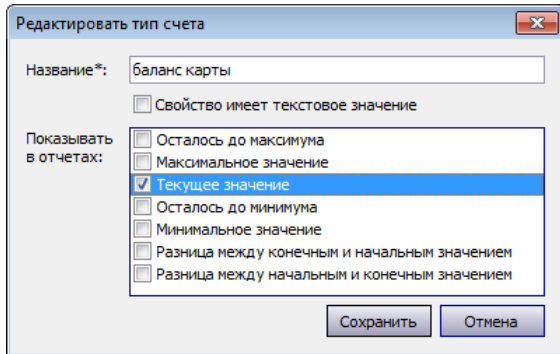 Редактировать тип счета
Название*:
баланс карты
Свойство имеет текстовое значение
Показывать
в отчетах:
Осталось до максимума
Максимальное значение
Текущее значение
Осталось до минимума
Минимальное значение
Разница между конечным и начальным значением
Разница между начальным и конечным значением
Сохранить
Отмена